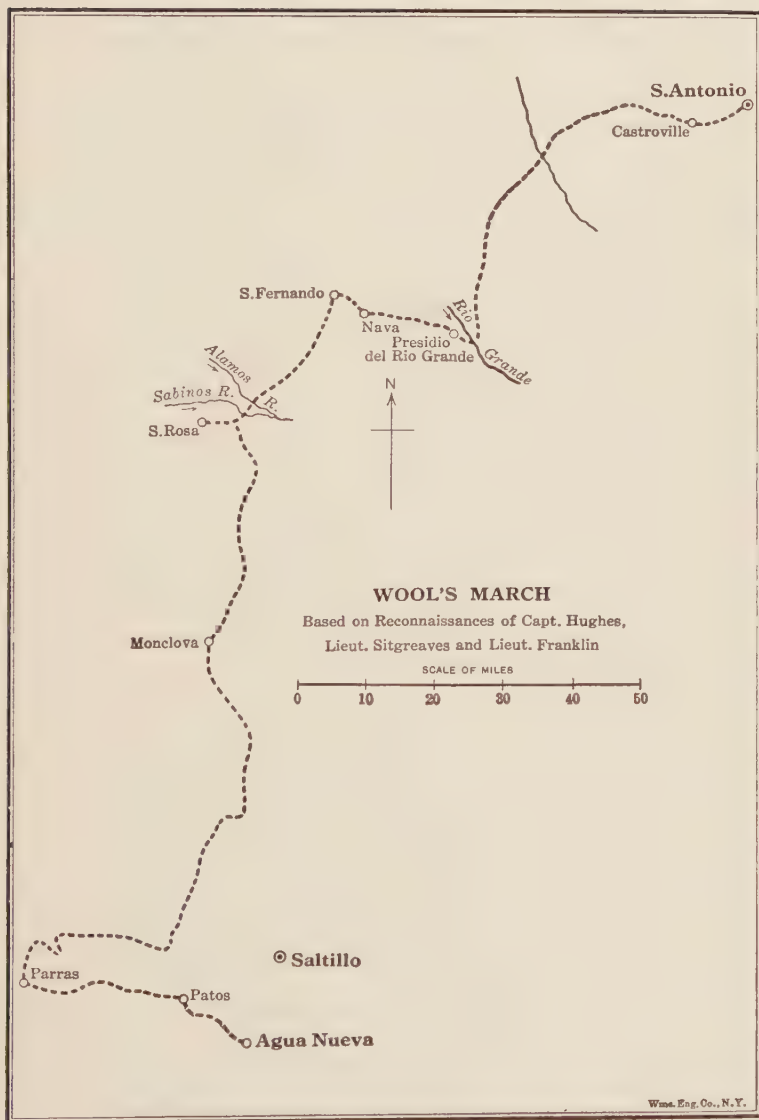 S.Antonio
Castroville
S.Fernando
Nava
Presidio
del Rio Grande
Rio
Grande
Alamos
R.
Sabinos R.
S.Rosa
N
WOOL'S MARCH
Based on Reconnaissances of Capt. Hughes,
Lieut. Sitgreaves and Lieut. Franklin
SCALE OF MILES
0 10 20 30 40 50
Monclova
Saltillo
Parras
Patos
Agua Nueva
Wms. Eng. Co., N.Y.